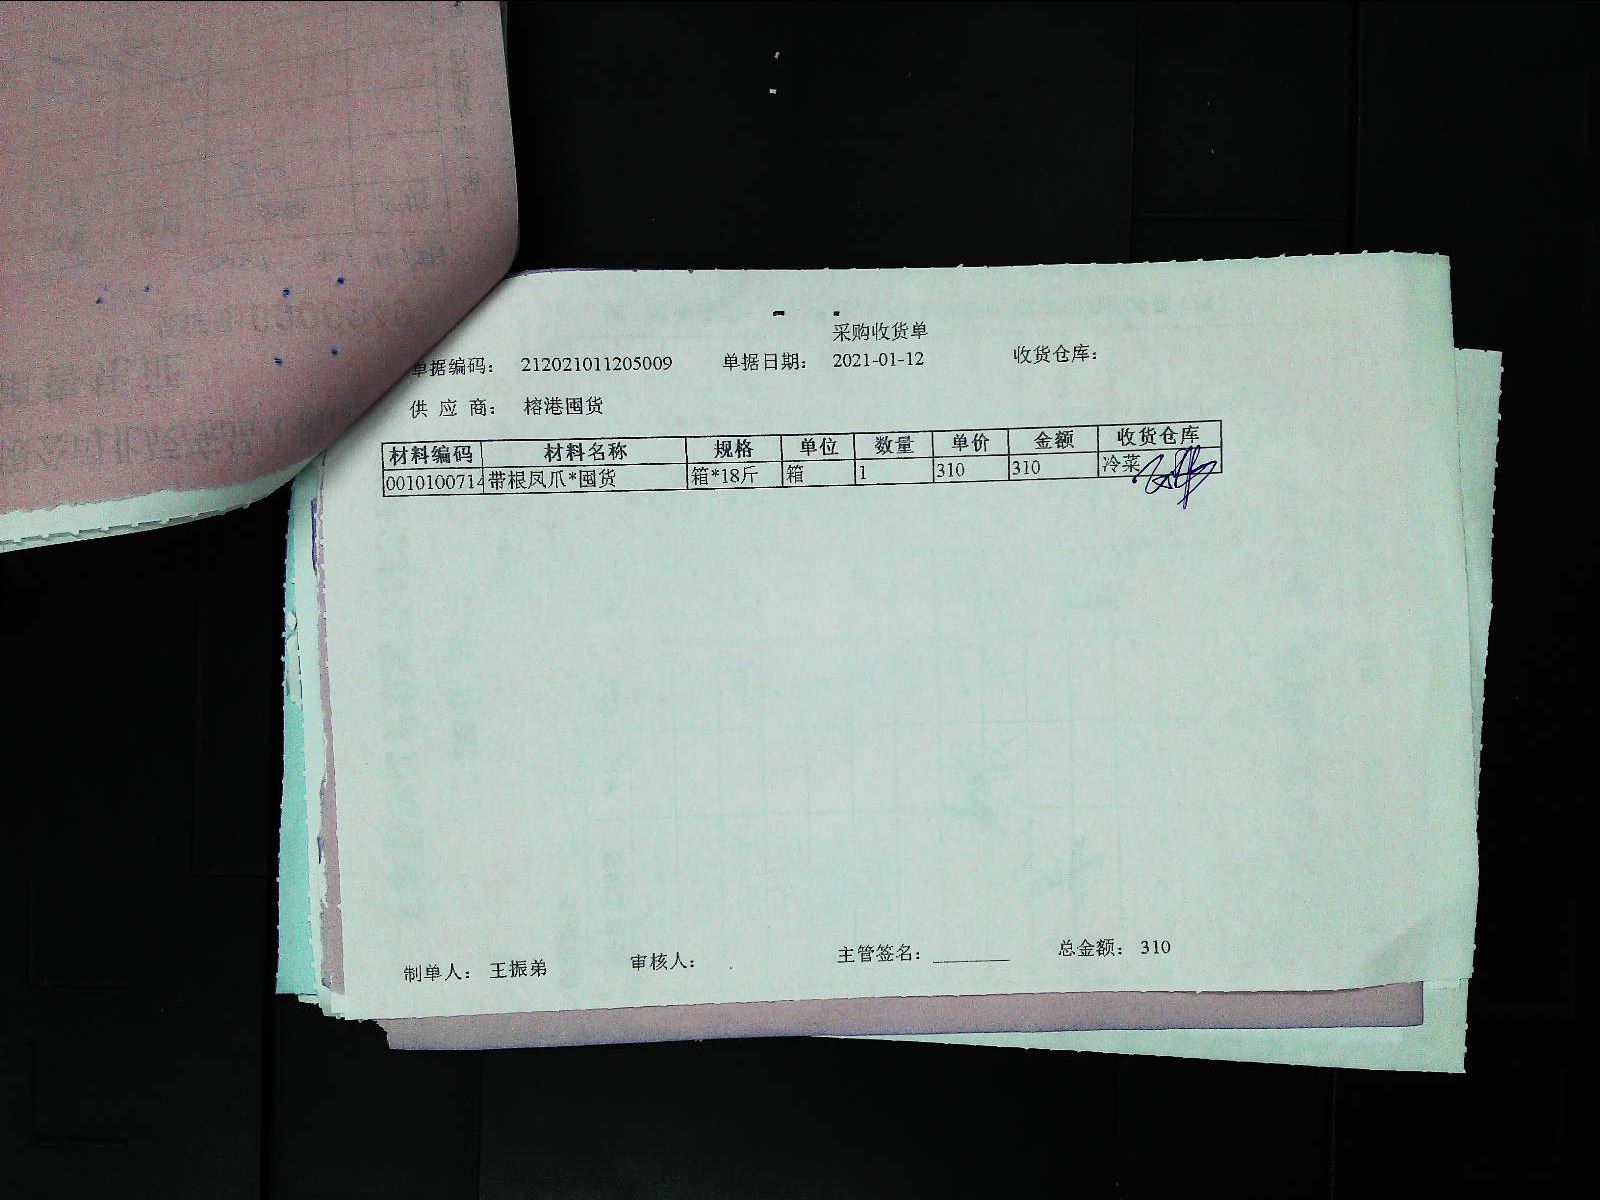 采购收货单
单据编码： 212021011205009 单据日期： 2021-01-12 收货仓库：
供 应 商： 榕港囤货
材料编码 材料名称 规格 单位 数量 单价 金额 收货仓库
0010100714 带根凤爪*囤货 箱*18斤 箱 1 310 310 冷菜
制单人： 王振弟 审核人： 主管签名： 总金额： 310